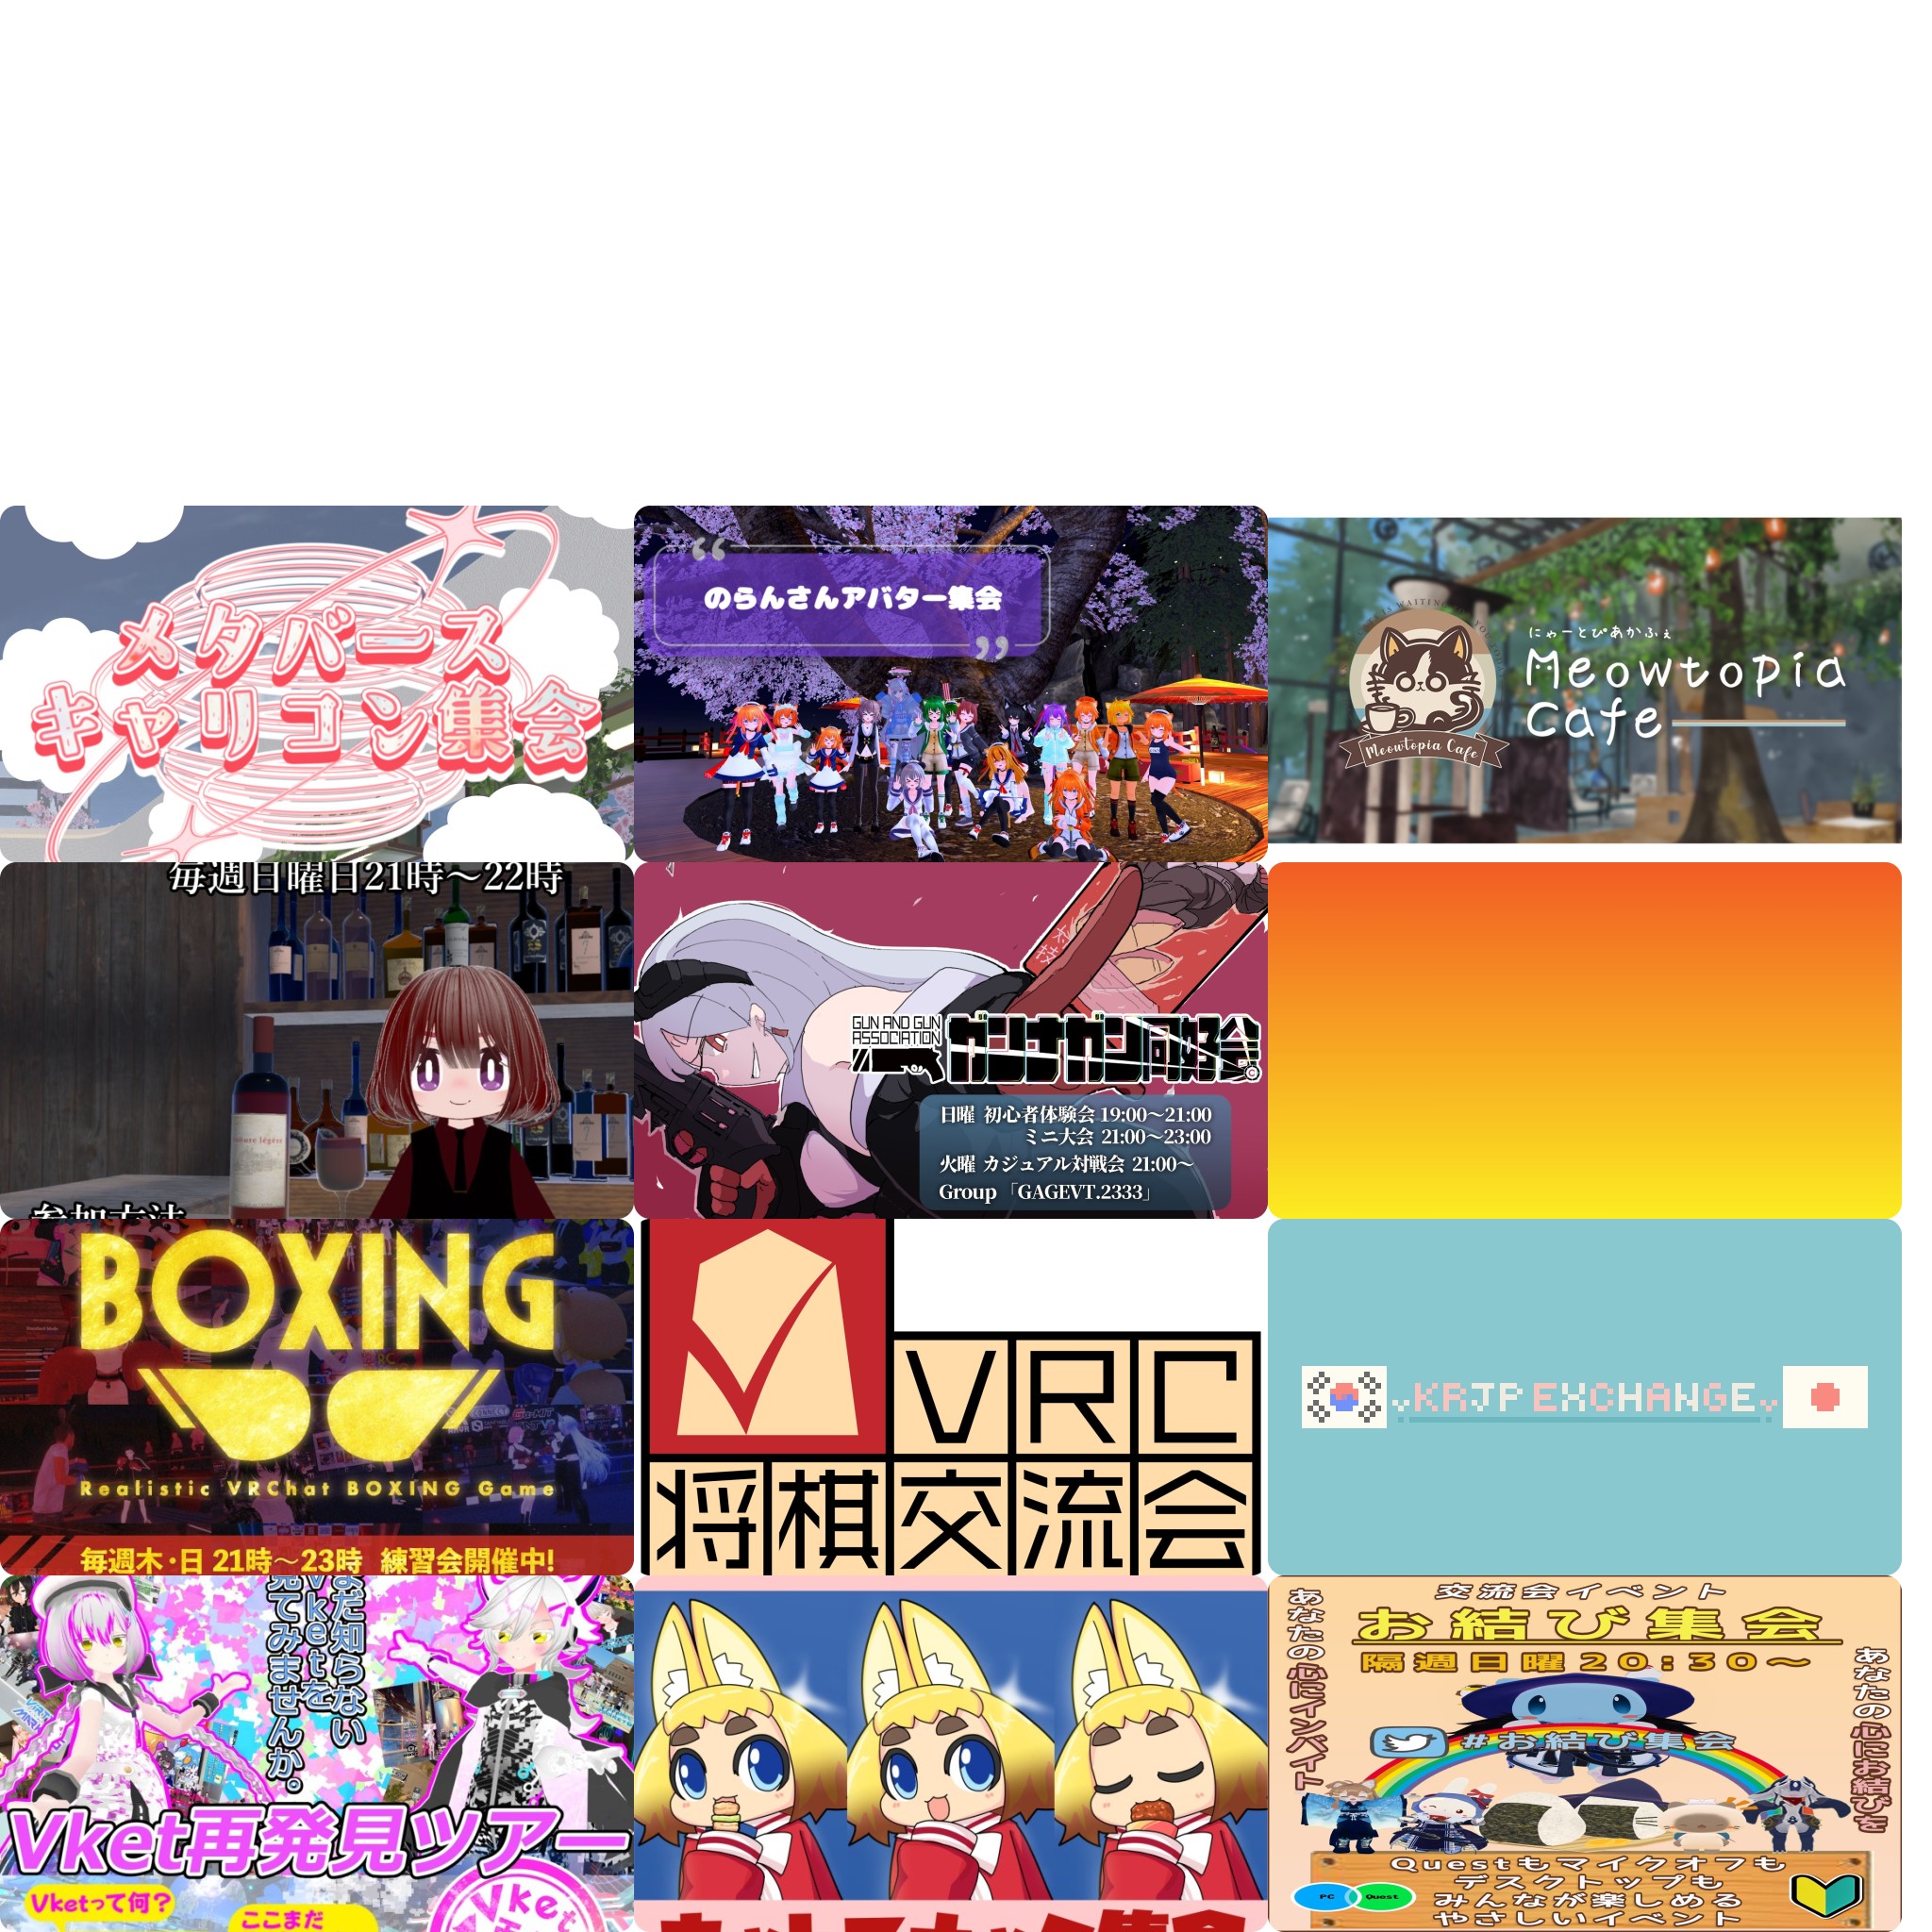 メタバース
キャリコン集会
のらんさんアバター集会
にゃーとぴあかふぇ
Meowtopia
Cafe
Meowtopia Cafe
毎週日曜日21時～22時
参加方法
GUN AND GUN
ASSOCIATION
ガンナガン同好会
日曜 初心者体験会 19:00～21:00
ミニ大会 21:00～23:00
火曜 カジュアル対戦会 21:00～
Group 「GAGEVT.2333」
BOXING
Realistic VRChat BOXING Game
毎週木・日 21時～23時 練習会開催中!
VRC
将棋交流会
KRJP EXCHANGE
まだ知らない
Vketを
見てみませんか。
Vket再発見ツアー
Vketって何?
ここまだ
交流会イベント
お結び集会
隔週日曜20:30～
あなたの心にインバイト
あなたの心にお結びを
#お結び集会
Questもマイクオフも
デスクトップも
みんなが楽しめる
やさしいイベント
PC
Quest